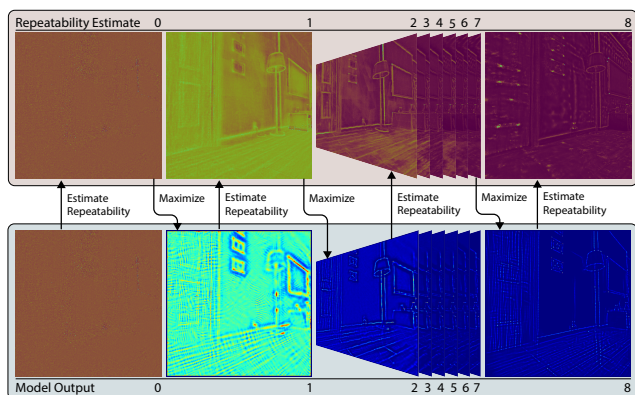 Repeatability Estimate 0 1 2 3 4 5 6 7 8
Estimate
Repeatability
Maximize
Estimate
Repeatability
Maximize
Estimate
Repeatability
Maximize
Estimate
Repeatability
Model Output 0 1 2 3 4 5 6 7 8